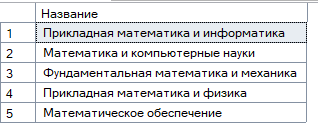 Название
1 Прикладная математика и информатика
2 Математика и компьютерные науки
3 Фундаментальная математика и механика
4 Прикладная математика и физика
5 Математическое обеспечение